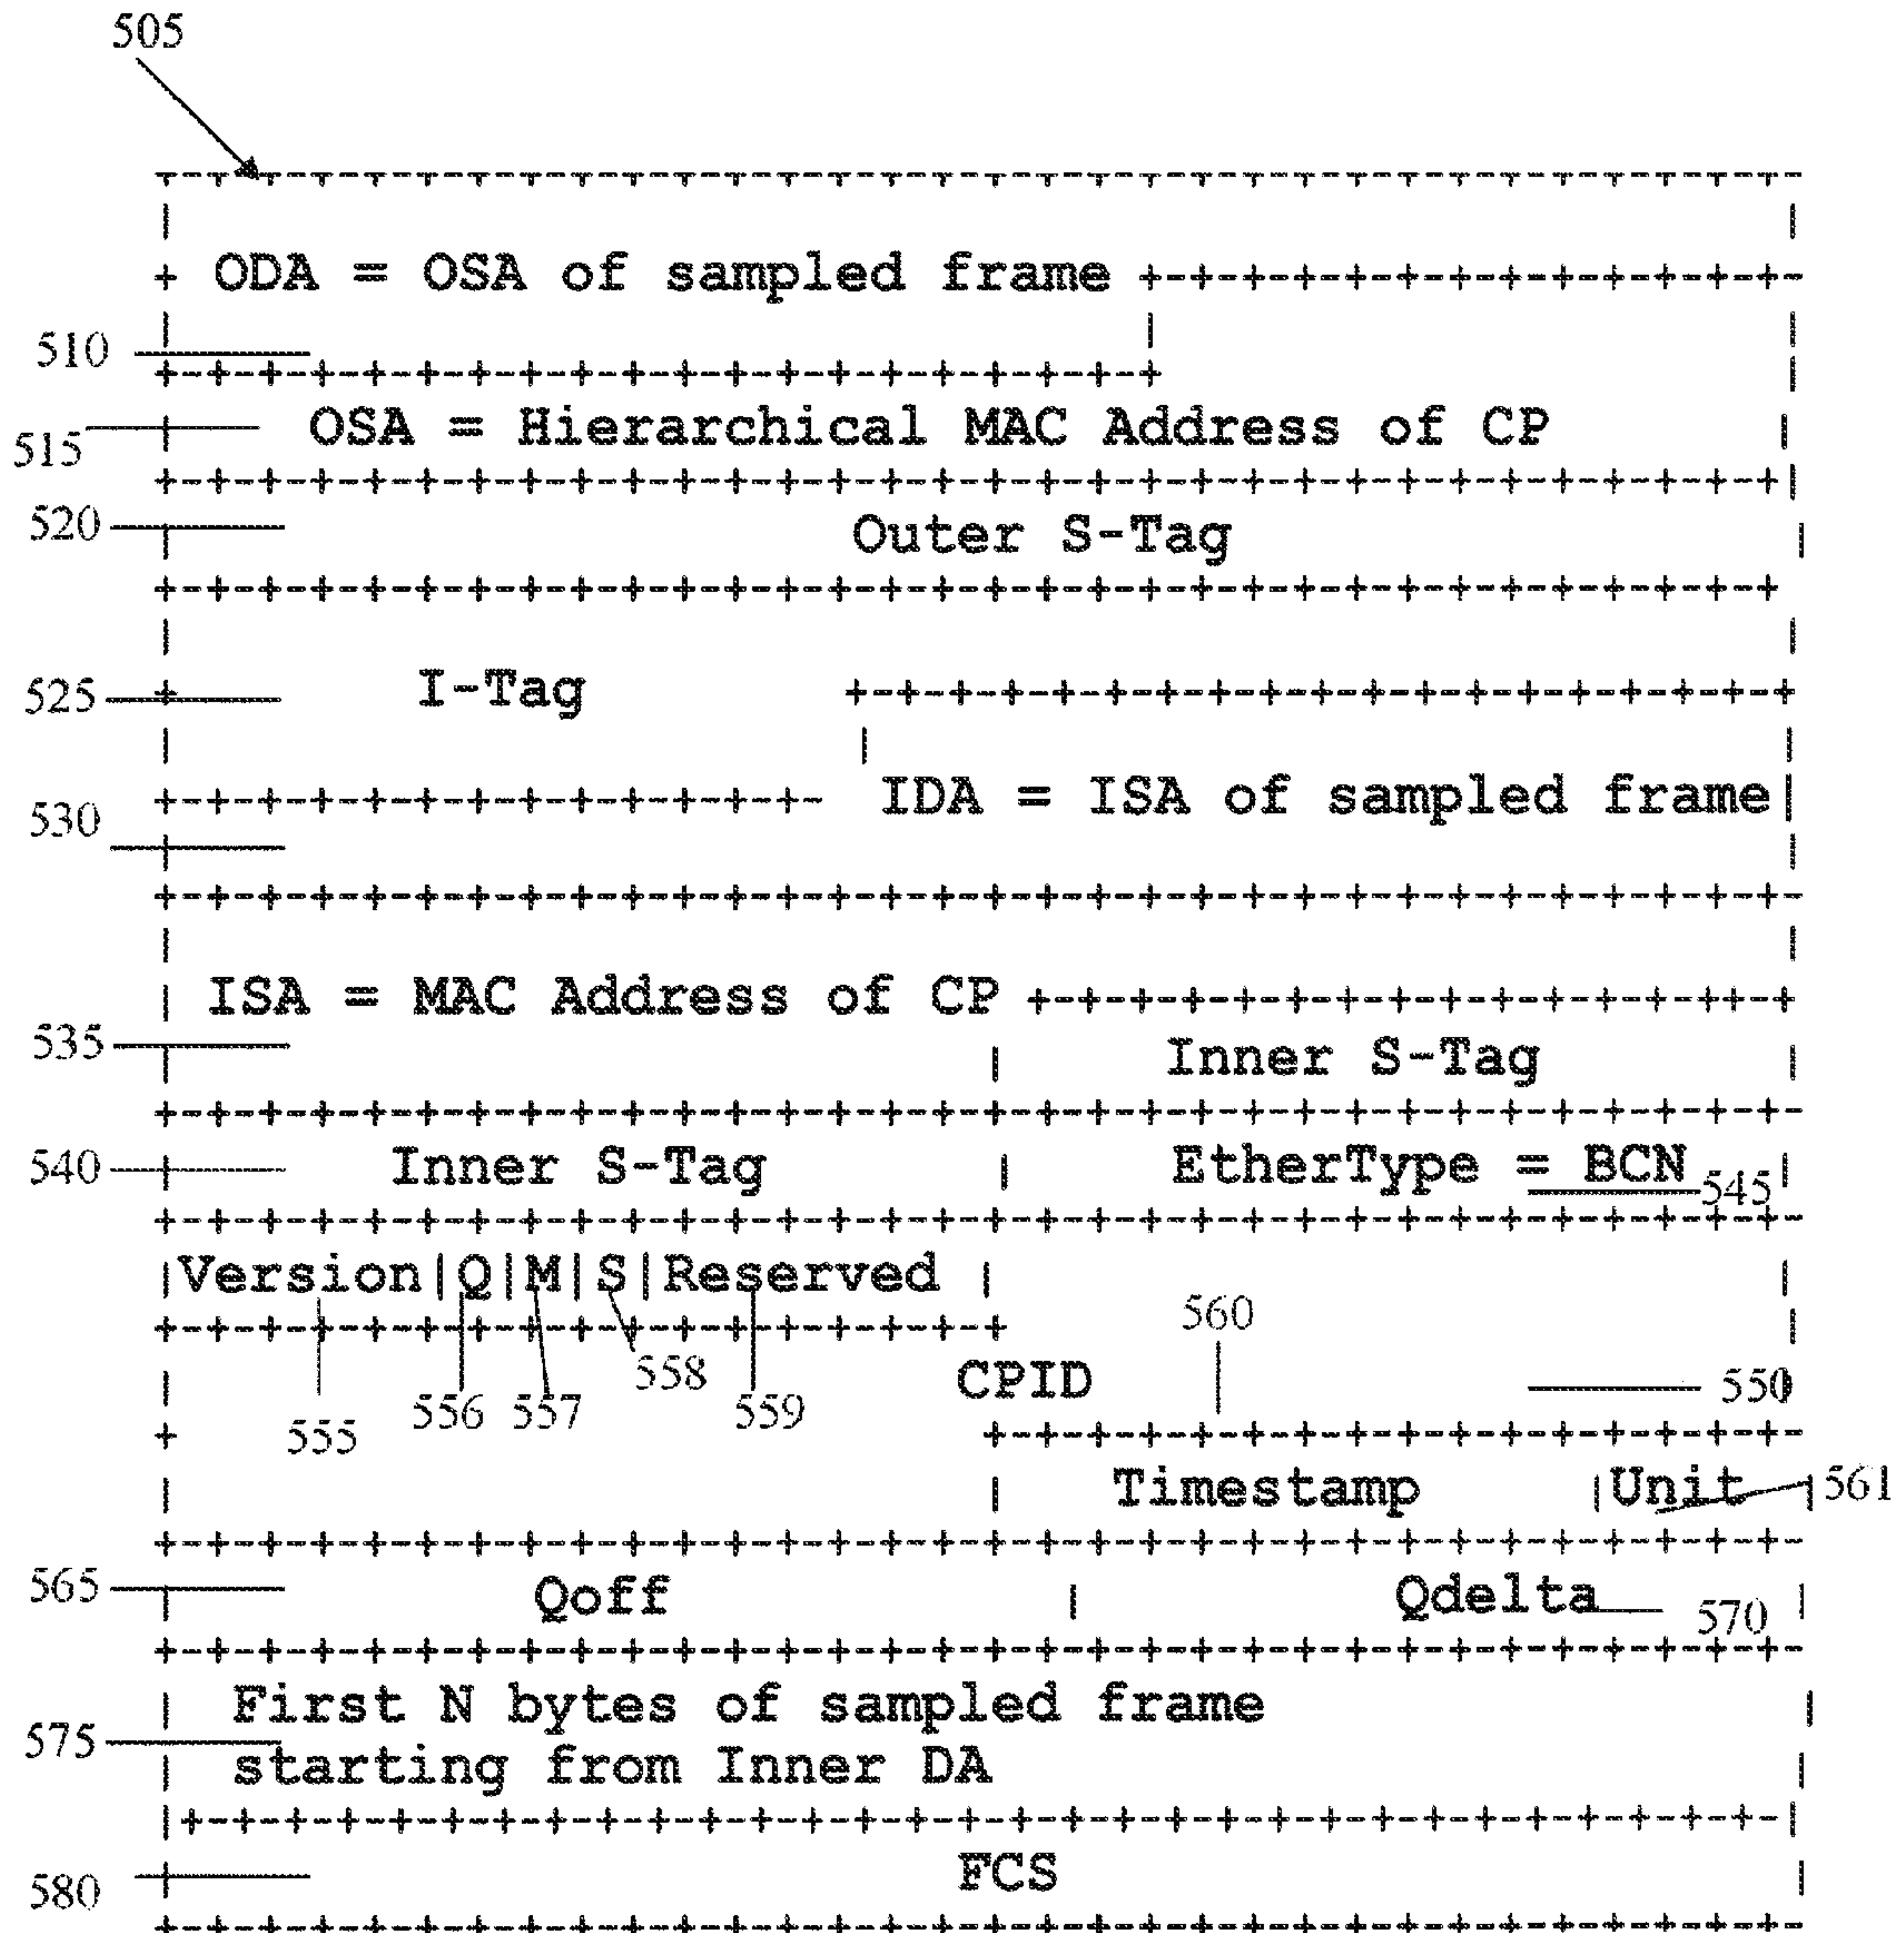 505
ODA = OSA of sampled frame
510
515 OSA = Hierarchical MAC Address of CP
520 Outer S-Tag
525 I-Tag
530 IDA = ISA of sampled frame
ISA = MAC Address of CP
535 Inner S-Tag
540 Inner S-Tag | EtherType = BCN 545
|Version|Q|M|S|Reserved |
560
CPID 550
555 556 557 558 559
Timestamp |Unit | 561
565 Qoff | Qdelta 570
First N bytes of sampled frame
575
starting from Inner DA
580 FCS